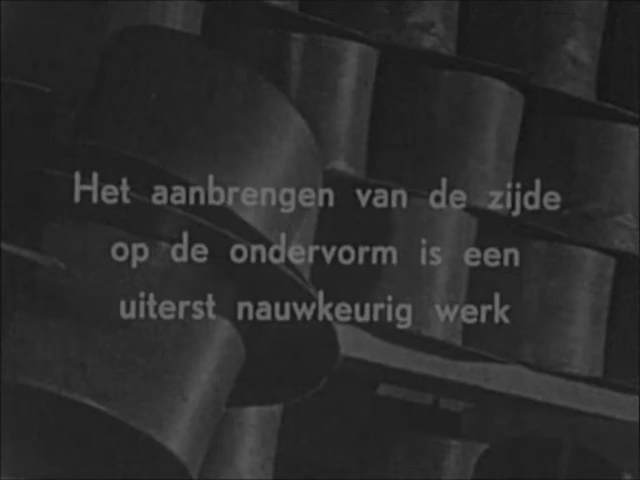 Het aanbrengen van de zijde
op de ondervorm is een
uiterst nauwkeurig werk